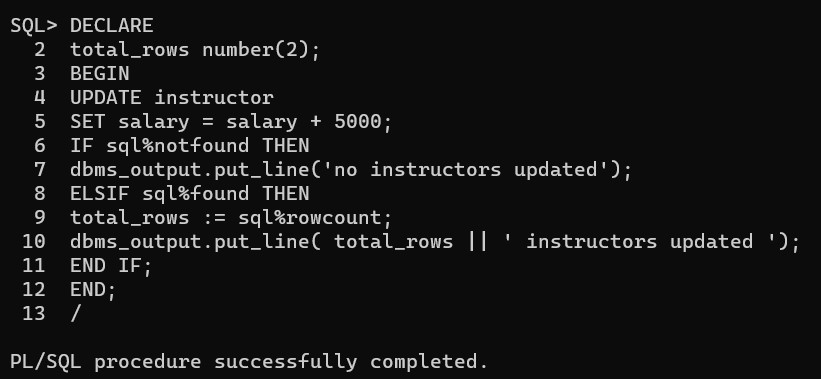 SQL> DECLARE
  2  total_rows number(2);
  3  BEGIN
  4  UPDATE instructor
  5  SET salary = salary + 5000;
  6  IF sql%notfound THEN
  7  dbms_output.put_line('no instructors updated');
  8  ELSIF sql%found THEN
  9  total_rows := sql%rowcount;
 10  dbms_output.put_line( total_rows || ' instructors updated ');
 11  END IF;
 12  END;
 13  /
PL/SQL procedure successfully completed.